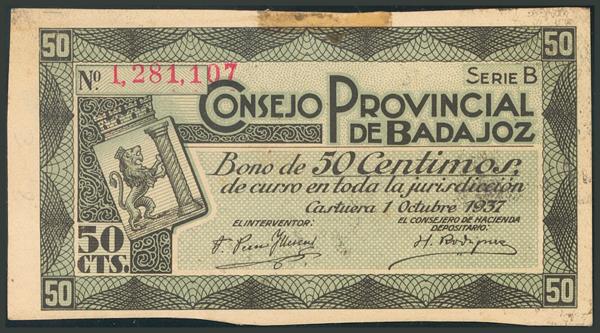 50 50
Nº 1,281,107
SERIE B
CONSEJO PROVINCIAL
DE BADAJOZ
Bono de 50 Centimos,
de curso en toda la jurisdicción
Castuera 1 Octubre 1937
EL INTERVENTOR: EL CONSEJERO DE HACIENDA
DEPOSITARIO:
50
CTS.
H. Rodriguez
50 50